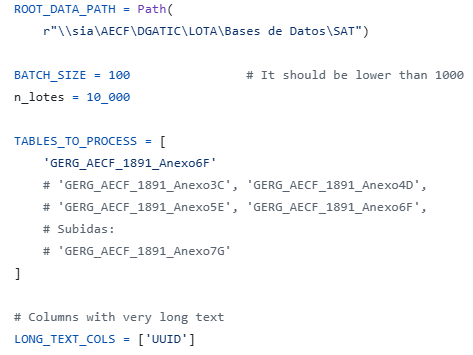 ROOT_DATA_PATH = Path(
    r"\\sia\AECF\DGATIC\LOTA\Bases de Datos\SAT")
BATCH_SIZE = 100                # It should be lower than 1000
n_lotes = 10_000
TABLES_TO_PROCESS = [
    'GERG_AECF_1891_Anexo6F'
    # 'GERG_AECF_1891_Anexo3C', 'GERG_AECF_1891_Anexo4D',
    # 'GERG_AECF_1891_Anexo5E', 'GERG_AECF_1891_Anexo6F',
    # Subidas:
    # 'GERG_AECF_1891_Anexo7G'
]
# Columns with very long text
LONG_TEXT_COLS = ['UUID']